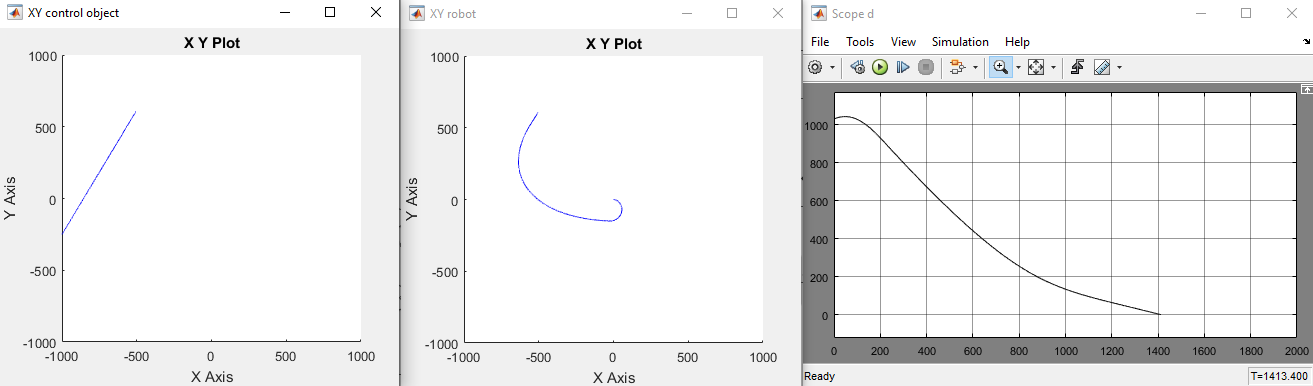 XY control object
X Y Plot
1000
500
0
-500
-1000
-1000
-500
0
500
1000
X Axis
Y Axis
XY robot
X Y Plot
1000
500
0
-500
-1000
-1000
-500
0
500
1000
X Axis
Y Axis
Scope d
File Tools View Simulation Help
1000
800
600
400
200
0
0 200 400 600 800 1000 1200 1400 1600 1800 2000
Ready T=1413.400